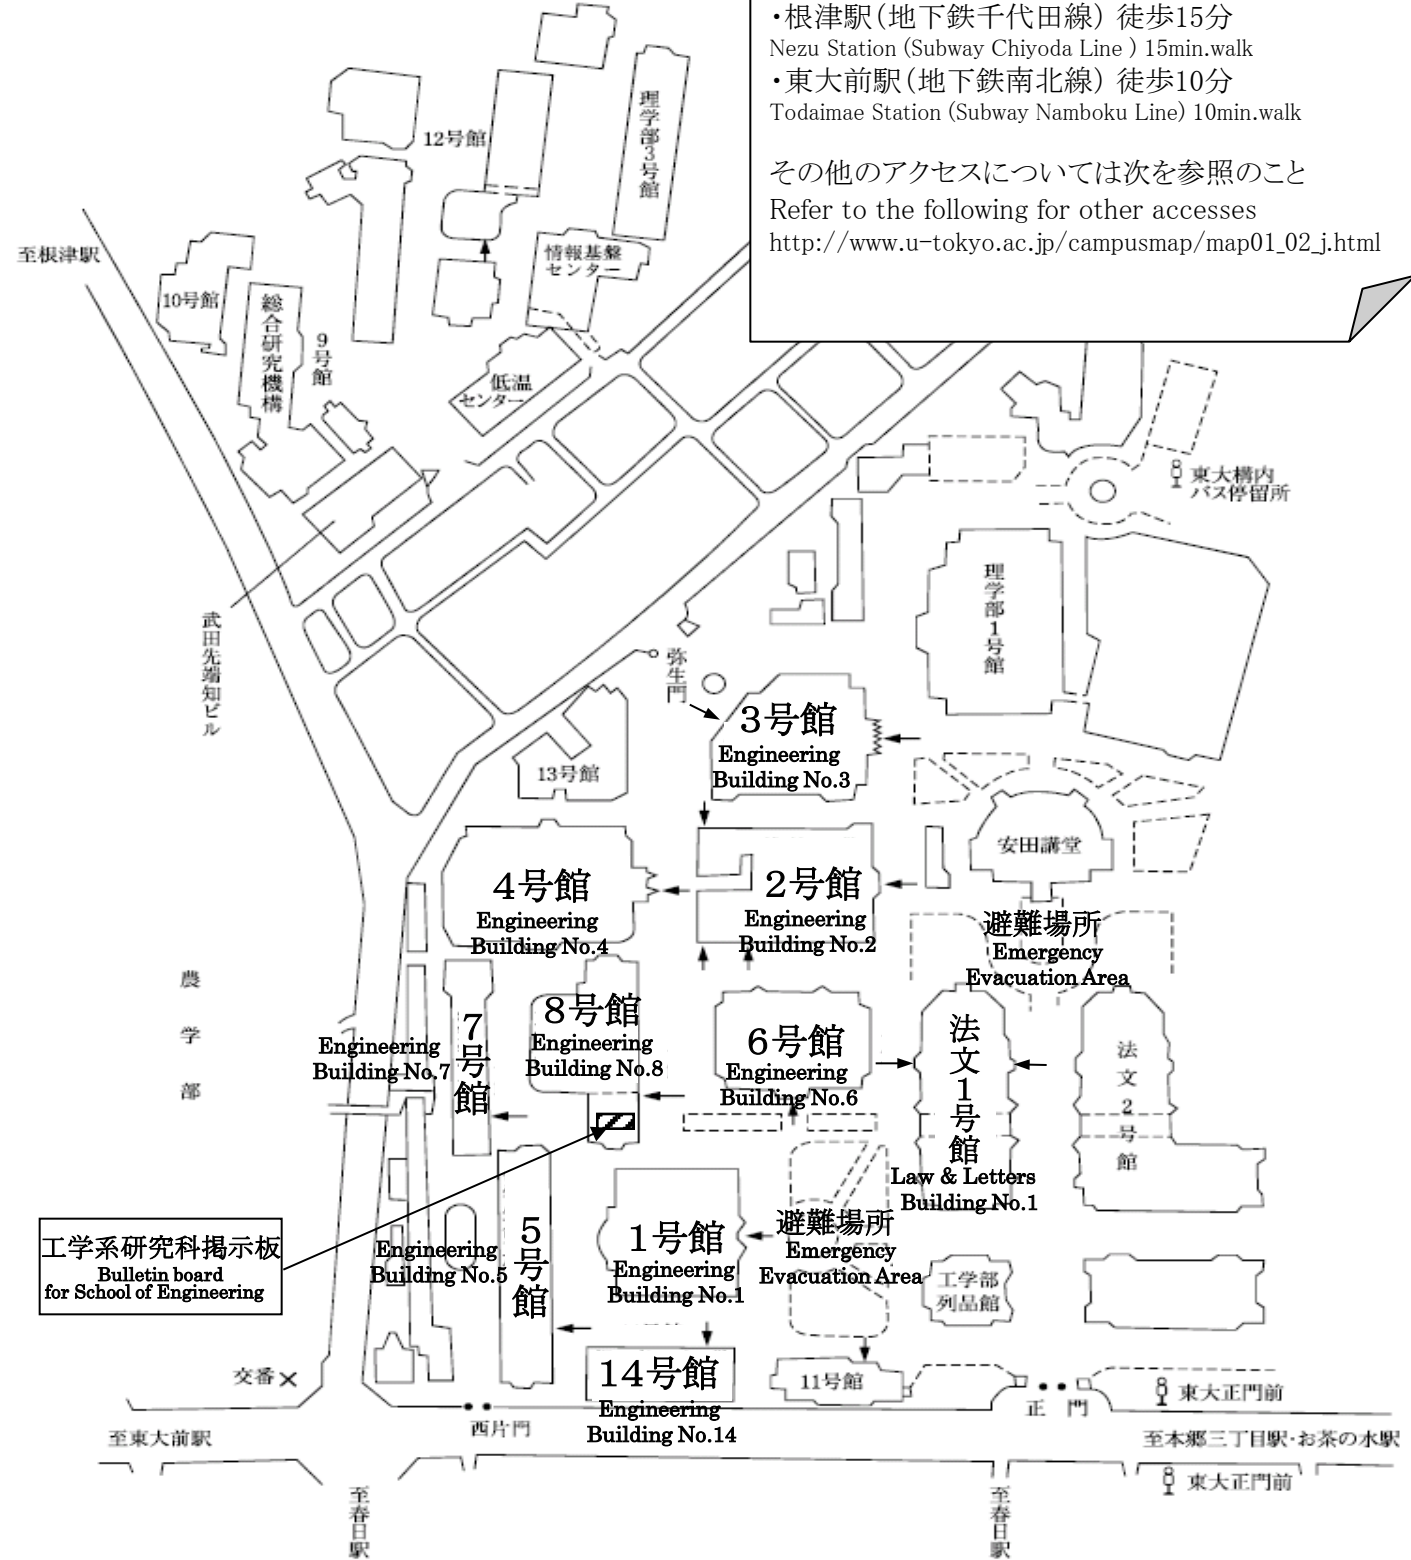 ・根津駅（地下鉄千代田線） 徒歩15分
Nezu Station (Subway Chiyoda Line ) 15min.walk
・東大前駅（地下鉄南北線） 徒歩10分
Todaimae Station (Subway Namboku Line) 10min.walk
その他のアクセスについては次を参照のこと
Refer to the following for other accesses
http://www.u-tokyo.ac.jp/campusmap/map01_02_j.html
理学部3号館
12号館
至根津駅
情報基盤
センター
10号館
総合研究機構
9号館
低温
センター
東大構内
バス停留所
理学部1号館
武田先端知ビル
弥生門
3号館
Engineering
Building No.3
13号館
安田講堂
4号館
Engineering
Building No.4
2号館
Engineering
Building No.2
避難場所
Emergency
Evacuation Area
農学部
7号館
Engineering
Building No.7
8号館
Engineering
Building No.8
6号館
Engineering
Building No.6
法文1号館
Law & Letters
Building No.1
法文2号館
工学系研究科掲示板
Bulletin board
for School of Engineering
5号館
Engineering
Building No.5
1号館
Engineering
Building No.1
避難場所
Emergency
Evacuation Area
工学部
列品館
交番
14号館
Engineering
Building No.14
11号館
東大正門前
正門
西片門
至東大前駅
至本郷三丁目駅・お茶の水駅
東大正門前
至春日駅
至春日駅